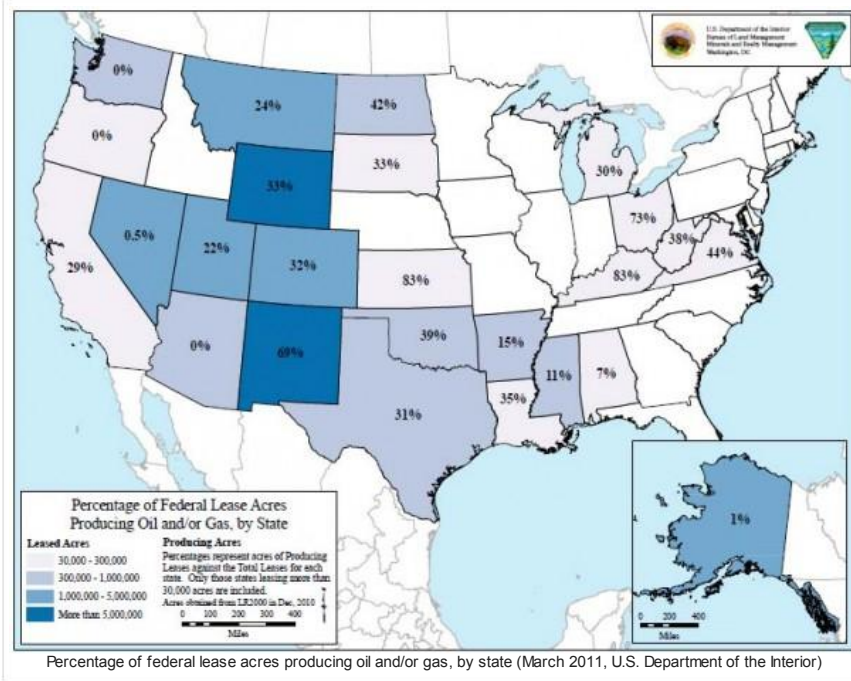 U.S. Department of the Interior
Bureau of Land Management
Minerals and Realty Management
Washington, DC
0%
24%
42%
0%
33%
33%
30%
0.5%
22%
32%
83%
73%
38%
44%
29%
83%
0%
69%
39%
15%
11%
7%
35%
31%
1%
Percentage of Federal Lease Acres
Producing Oil and/or Gas, by State
Leased Acres
30,000 - 300,000
300,000 - 1,000,000
1,000,000 - 5,000,000
More than 5,000,000
Producing Acres
Percentages represent acres of Producing
Leases against the Total Leases for each
state. Only those states leasing more than
30,000 acres are included.
Acres obtained from LR2000 in Dec, 2010
0 100 200 300 400
Miles
0 200 400
Miles
Percentage of federal lease acres producing oil and/or gas, by state (March 2011, U.S. Department of the Interior)